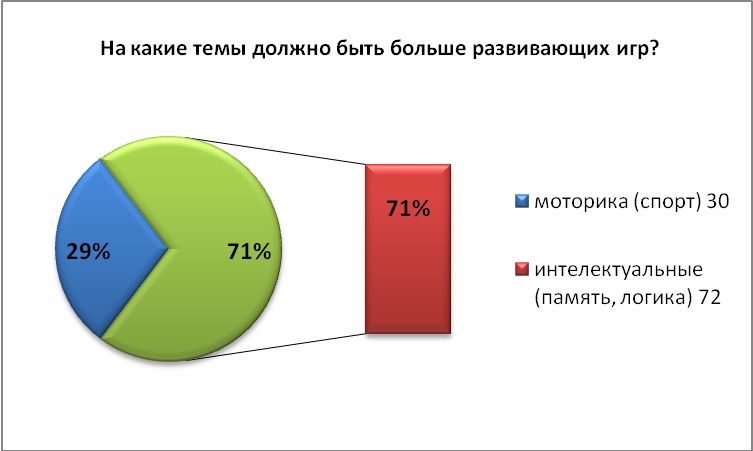 На какие темы должно быть больше развивающих игр?
29%
71%
71%
моторика (спорт) 30
интелектуальные
(память, логика) 72